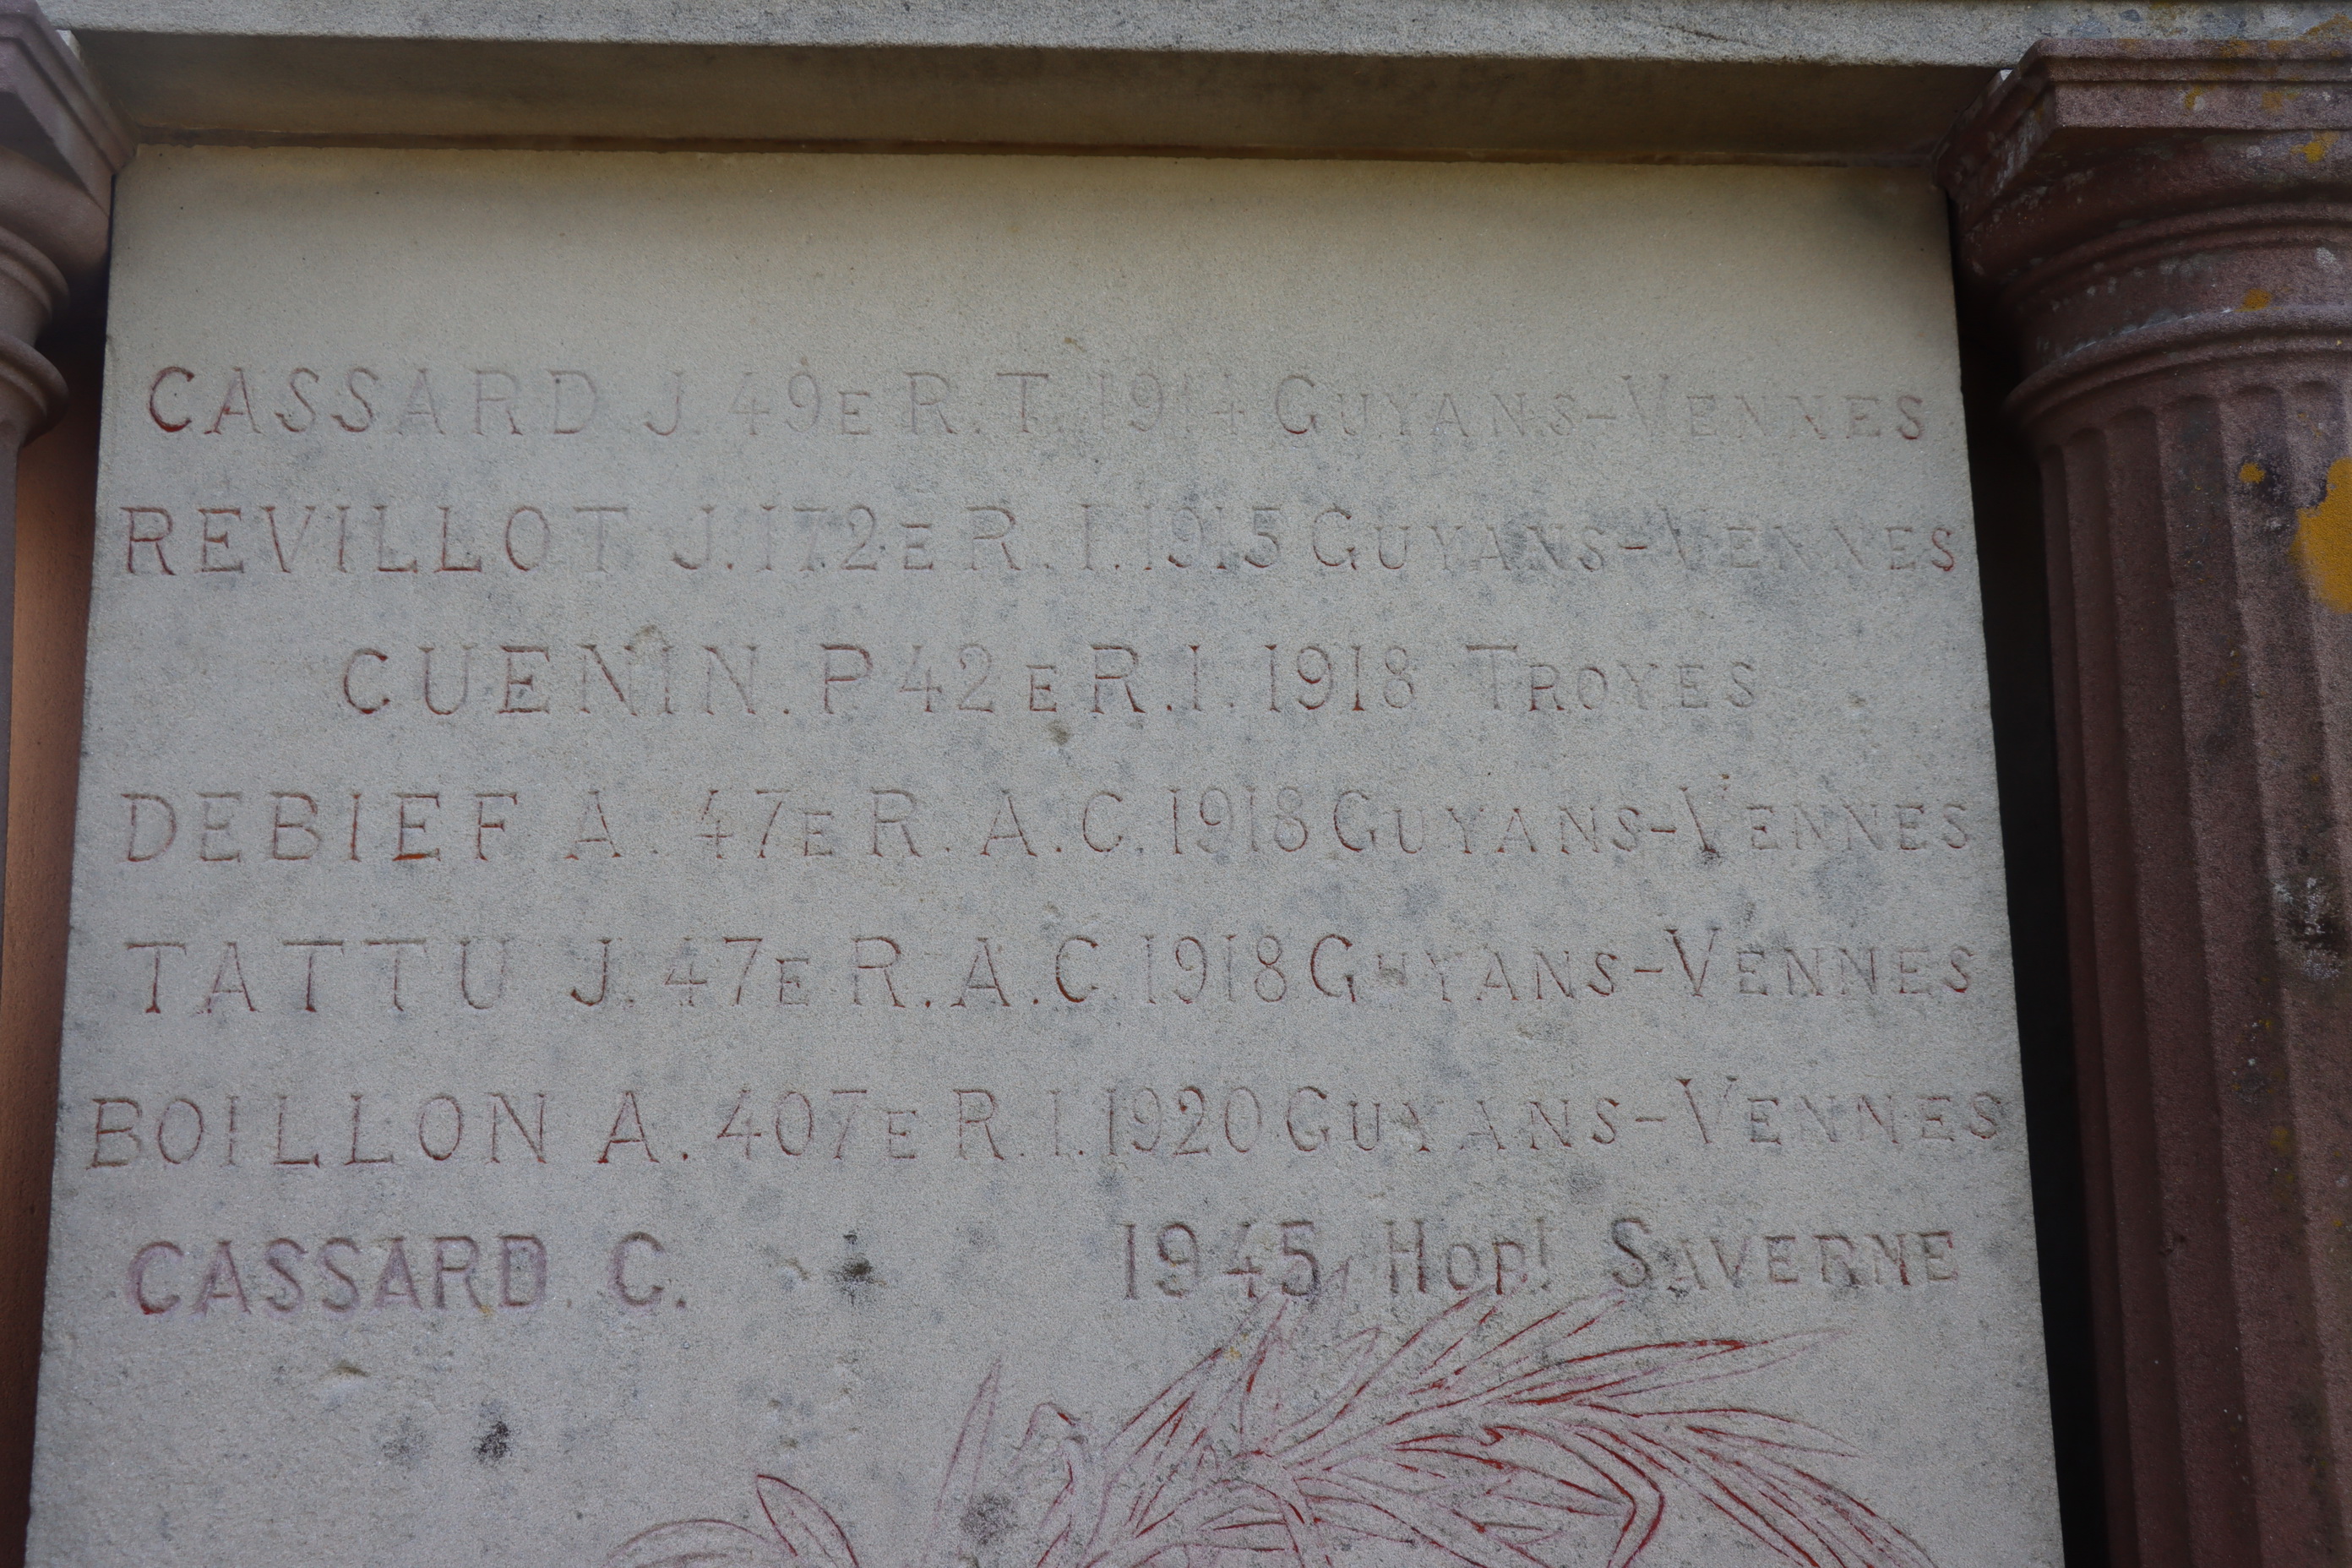 CASSARD J. 49E R.T. 1914 GUYANS-VENNES
REVILLOT J. 172E R.I. 1915 GUYANS-VENNES
CUENIN. P. 42E R.I. 1918 TROYES
DEBIEF A. 47E R.A.C. 1918 GUYANS-VENNES
TATTU J. 47E R.A.C. 1918 GUYANS-VENNES
BOILLON A. 407E R.I. 1920 GUYANS-VENNES
CASSARD C. 1945 HOP! SAVERNE